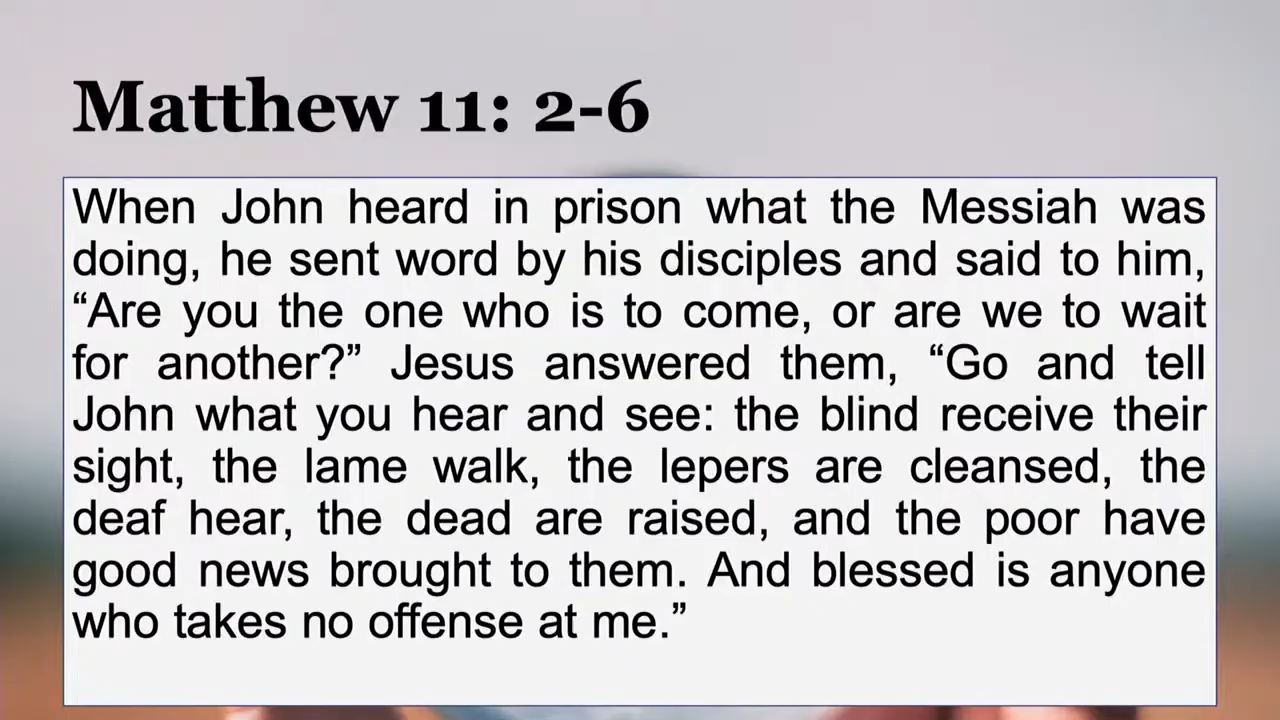 Matthew 11: 2-6
When John heard in prison what the Messiah was
doing, he sent word by his disciples and said to him,
“Are you the one who is to come, or are we to wait
for another?” Jesus answered them, “Go and tell
John what you hear and see: the blind receive their
sight, the lame walk, the lepers are cleansed, the
deaf hear, the dead are raised, and the poor have
good news brought to them. And blessed is anyone
who takes no offense at me.”